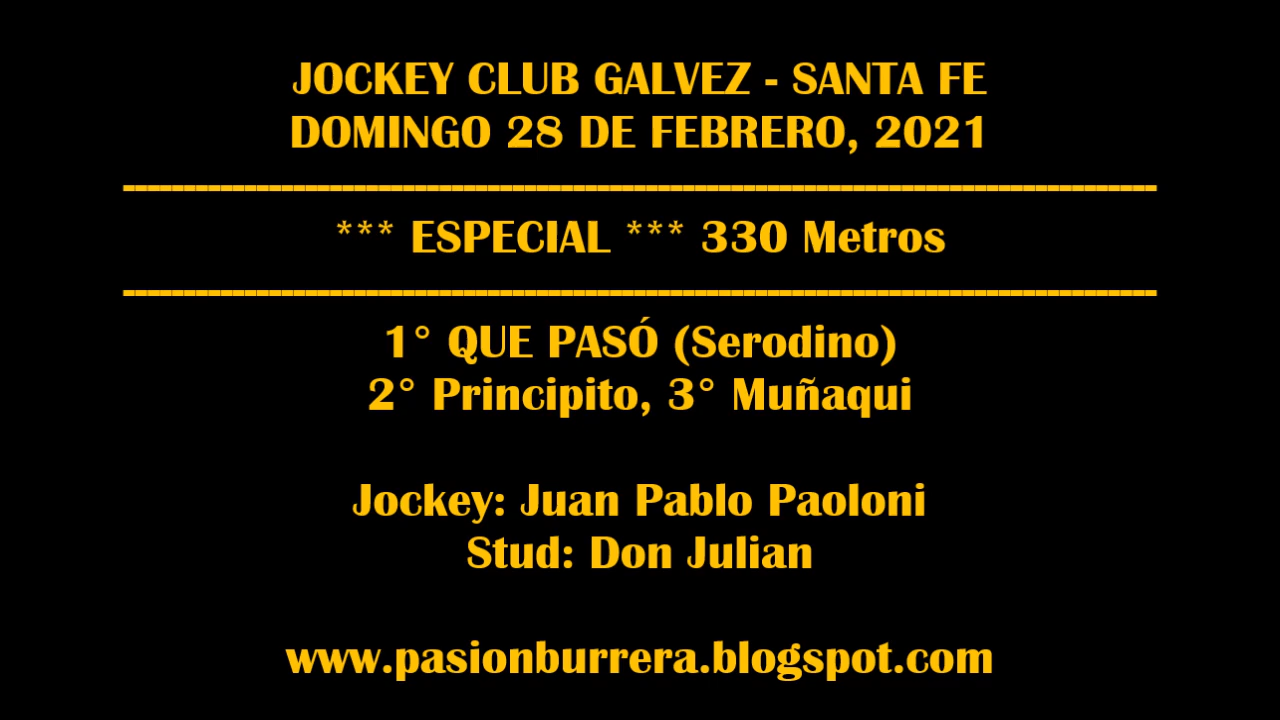 JOCKEY CLUB GALVEZ - SANTA FE
DOMINGO 28 DE FEBRERO, 2021
*** ESPECIAL *** 330 Metros
1° QUE PASÓ (Serodino)
2° Principito, 3° Muñaqui
Jockey: Juan Pablo Paoloni
Stud: Don Julian
www.pasionburrera.blogspot.com